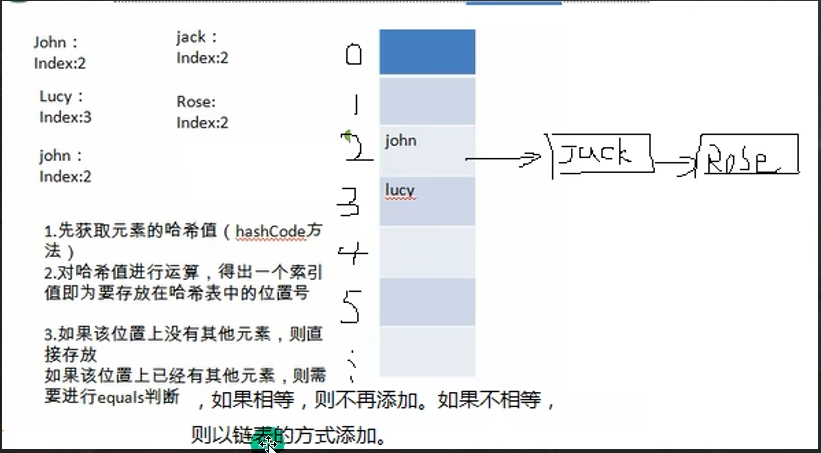 John：
Index:2
jack：
Index:2
Lucy：
Index:3
Rose:
Index:2
john：
Index:2
1.先获取元素的哈希值（hashCode方
法）
2.对哈希值进行运算，得出一个索引
值即为要存放在哈希表中的位置号
3.如果该位置上没有其他元素，则直
接存放
如果该位置上已经有其他元素，则需
要进行equals判断 ，如果相等，则不再添加。如果不相等，
则以链表的方式添加。
0
1
2 john Jack Rose
3 lucy
4
5